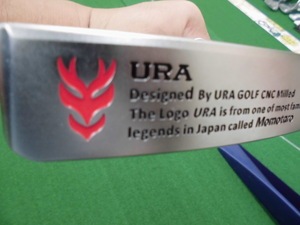 URA
Designed By URA GOLF CNC Milled
The Logo URA is from one of most
legends in Japan called Momotaro